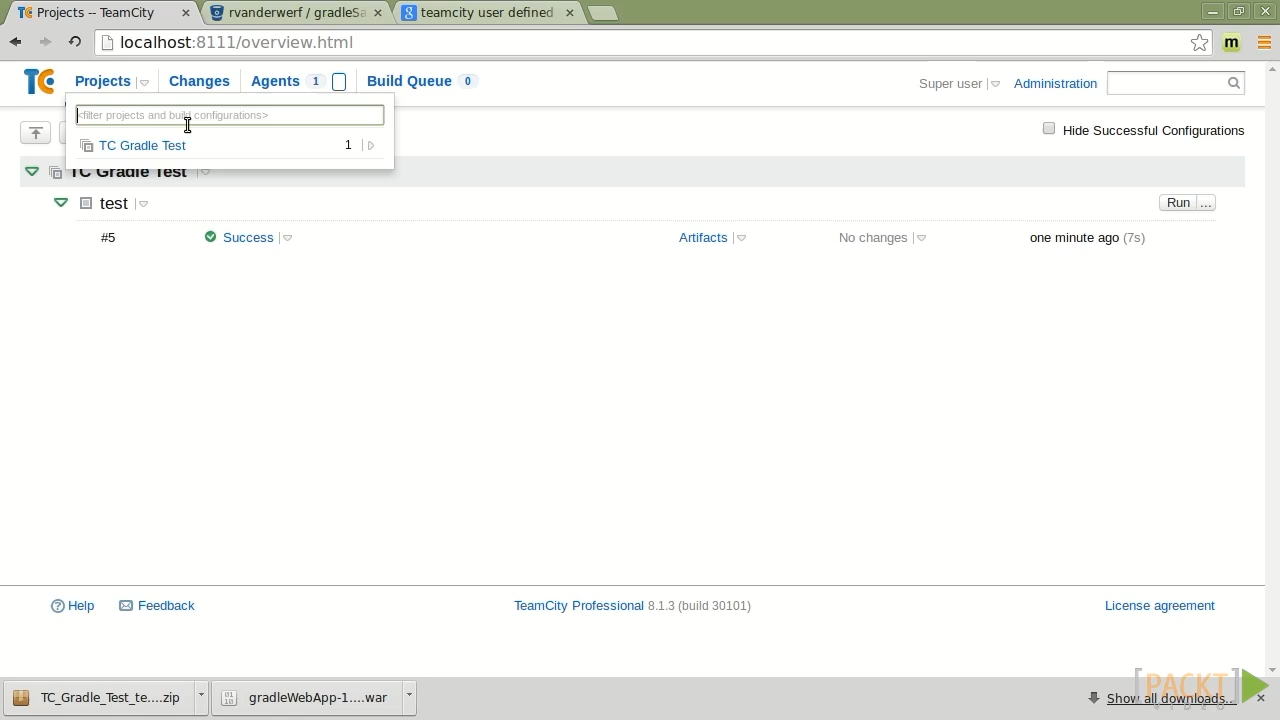 Projects -- TeamCity
rvanderwerf / gradleSa
teamcity user defined
localhost:8111/overview.html
Projects
Changes
Agents 1
Build Queue 0
Super user
Administration
<filter projects and build configurations>
TC Gradle Test 1
Hide Successful Configurations
TC Gradle Test
test
Run ...
#5 Success Artifacts No changes one minute ago (7s)
Help
Feedback
TeamCity Professional 8.1.3 (build 30101)
License agreement
TC_Gradle_Test_te....zip
gradleWebApp-1....war
Show all downloads...
PACKT